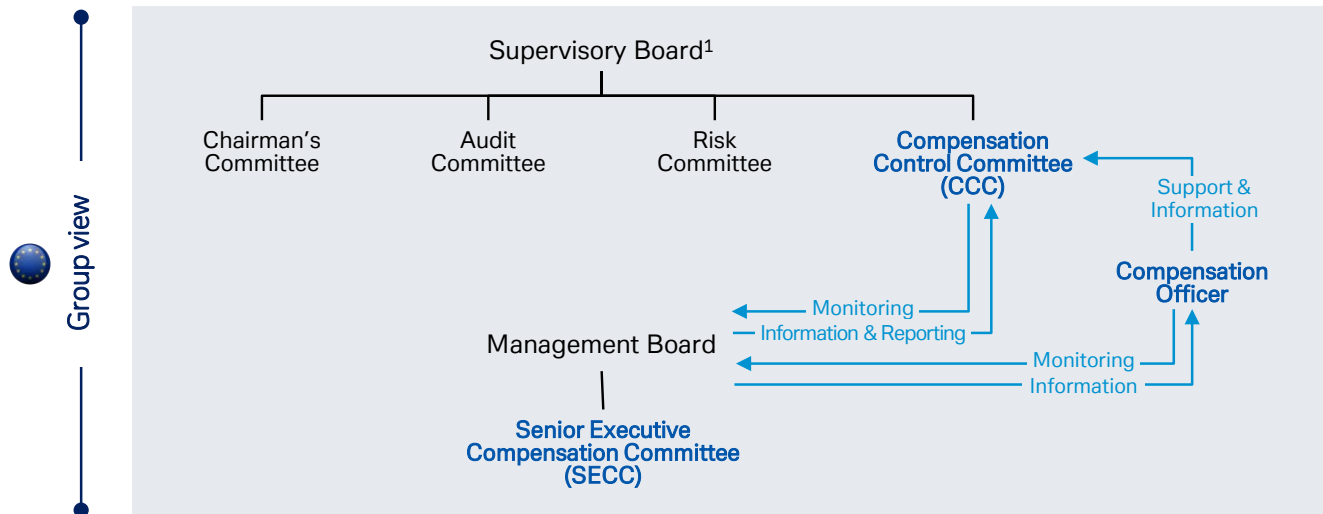 Group view
Supervisory Board¹
Chairman's
Committee
Audit
Committee
Risk
Committee
Compensation
Control Committee
(CCC)
Support &
Information
Compensation
Officer
Monitoring
Information & Reporting
Management Board
Monitoring
Information
Senior Executive
Compensation Committee
(SECC)